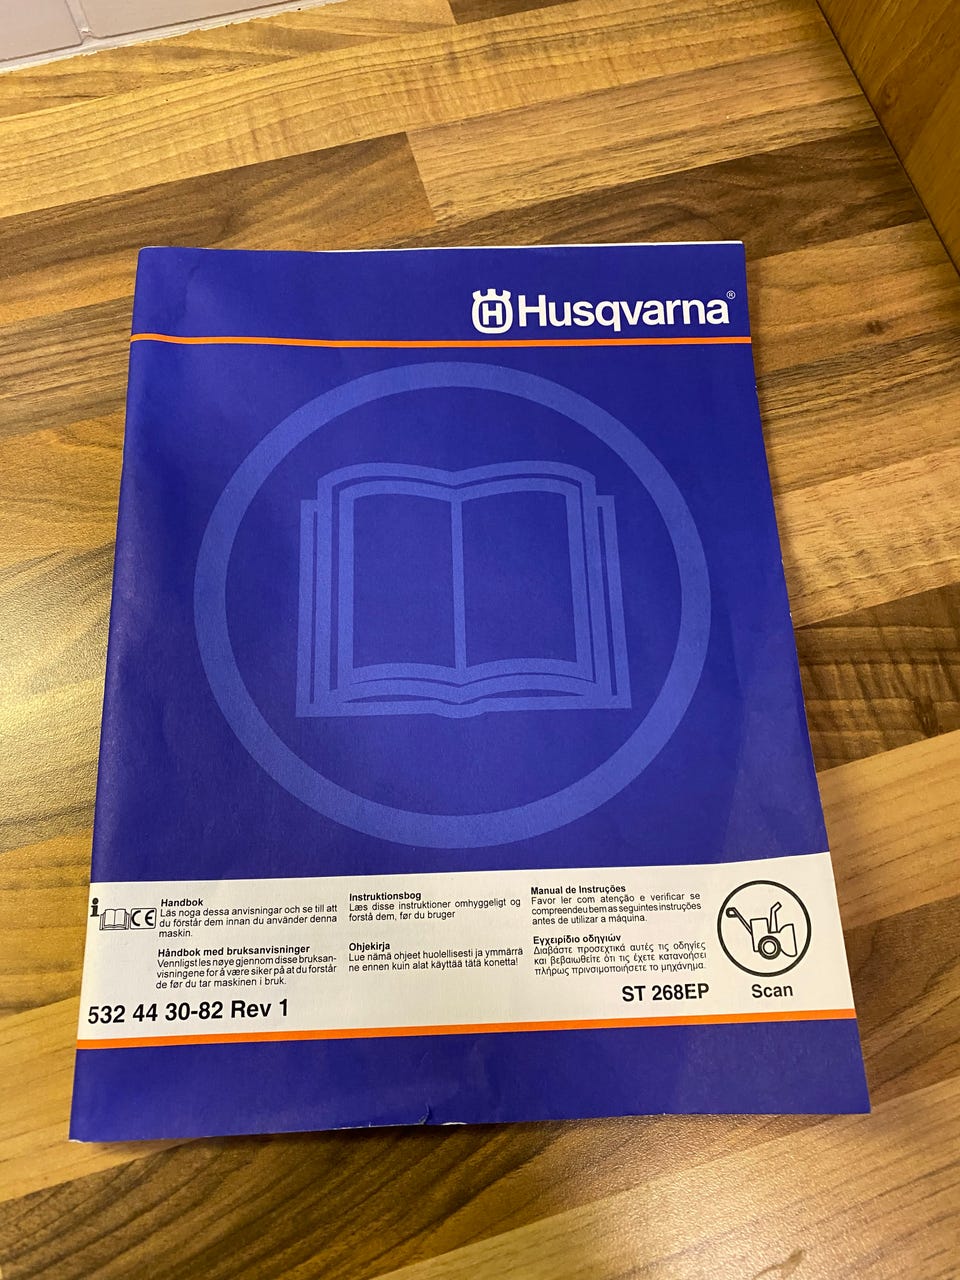 Husqvarna®
Handbok
Läs noga dessa anvisningar och se till att
du förstår dem innan du använder denna
maskin.
Håndbok med bruksanvisninger
Vennligst les nøye gjennom disse bruksan-
visningene for å være siker på at du forstår
de før du tar maskinen i bruk.
Instruktionsbog
Læs disse instruktioner omhyggeligt og
forstå dem, før du bruger
Ohjekirja
Lue nämä ohjeet huolellisesti ja ymmärrä
ne ennen kuin alat käyttää tätä konetta!
Manual de Instruções
Favor ler com atenção e verificar se
compreendeu bem as seguintes instruções
antes de utilizar a máquina.
Εγχειρίδιο οδηγιών
Διαβάστε προσεχτικά αυτές τις οδηγίες
και βεβαιωθείτε ότι τις έχετε κατανοήσει
πλήρως πρινσιμοποιήσετε το μηχάνημα.
i CE
532 44 30-82 Rev 1
ST 268EP
Scan